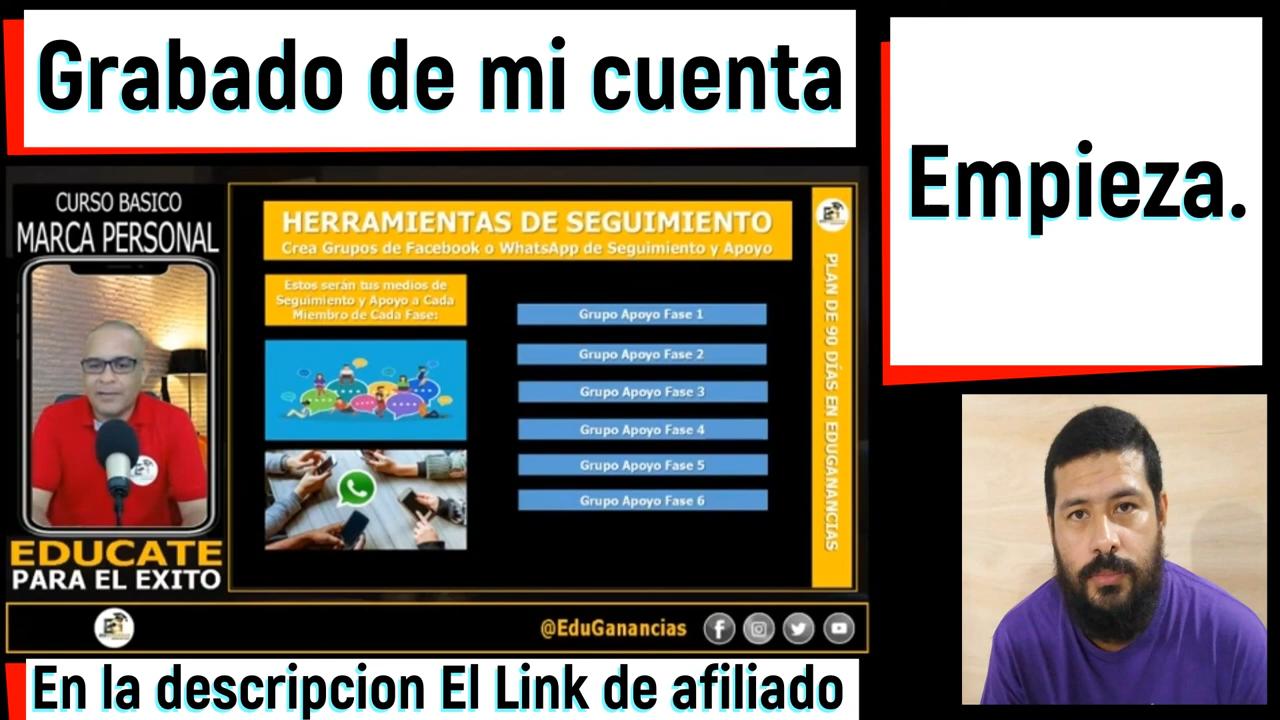 Grabado de mi cuenta
Empieza.
CURSO BASICO
MARCA PERSONAL
EDUCATE
PARA EL EXITO
HERRAMIENTAS DE SEGUIMIENTO
Crea Grupos de Facebook o WhatsApp de Seguimiento y Apoyo
Estos serán tus medios de
Seguimiento y Apoyo a Cada
Miembro de Cada Fase:
Grupo Apoyo Fase 1
Grupo Apoyo Fase 2
Grupo Apoyo Fase 3
Grupo Apoyo Fase 4
Grupo Apoyo Fase 5
Grupo Apoyo Fase 6
PLAN DE 90 DÍAS EN EDUGANANCIAS
@EduGanancias
En la descripcion El Link de afiliado